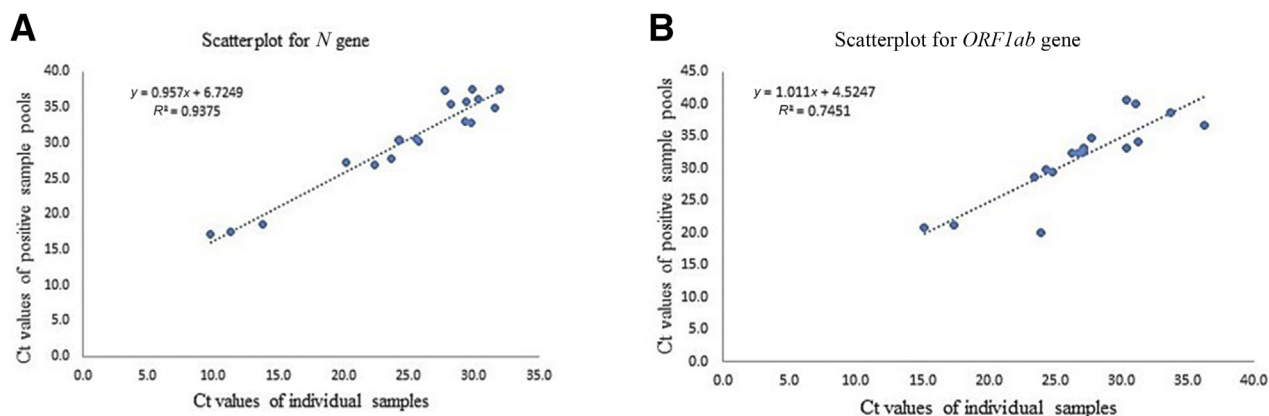 A
Scatterplot for N gene
Ct values of positive sample pools
40.0
35.0
30.0
25.0
20.0
15.0
10.0
5.0
0.0
y = 0.957x + 6.7249
R² = 0.9375
0.0 5.0 10.0 15.0 20.0 25.0 30.0 35.0
Ct values of individual samples
B
Scatterplot for ORF1ab gene
Ct values of positive sample pools
45.0
40.0
35.0
30.0
25.0
20.0
15.0
10.0
5.0
0.0
y = 1.011x + 4.5247
R² = 0.7451
0.0 5.0 10.0 15.0 20.0 25.0 30.0 35.0 40.0
Ct values of individual samples